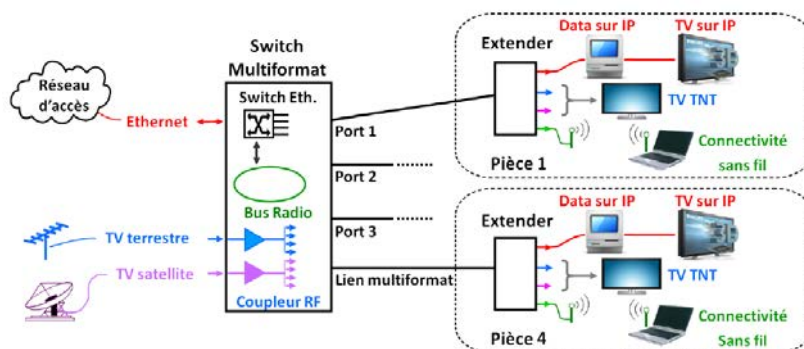 Réseau
d'accès
Ethernet
TV terrestre
TV satellite
Switch
Multiformat
Switch Eth.
Bus Radio
Coupleur RF
Port 1
Port 2
Port 3
Lien multiformat
Extender
Data sur IP
TV sur IP
TV TNT
Connectivité
sans fil
Pièce 1
Extender
Data sur IP
TV sur IP
TV TNT
Connectivité
Sans fil
Pièce 4